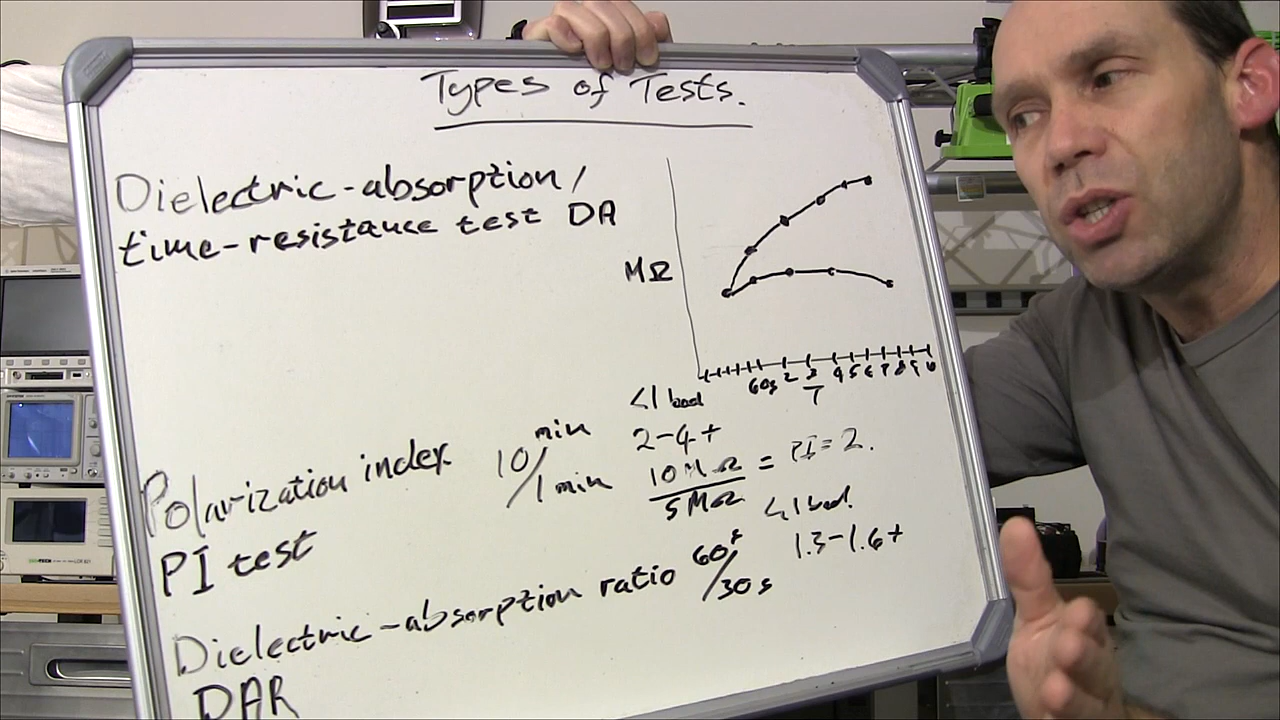 Types of Tests.
Dielectric-absorption/
time-resistance test DA
MΩ
60s 2 3 4 5 6 7 8 9 10
T
Polarization index 10 min/1 min
PI test
<1 bad
2-4+
10MΩ/5MΩ = PI=2.
Dielectric-absorption ratio 60s/30s
DAR
<1 bad.
1.3-1.6+